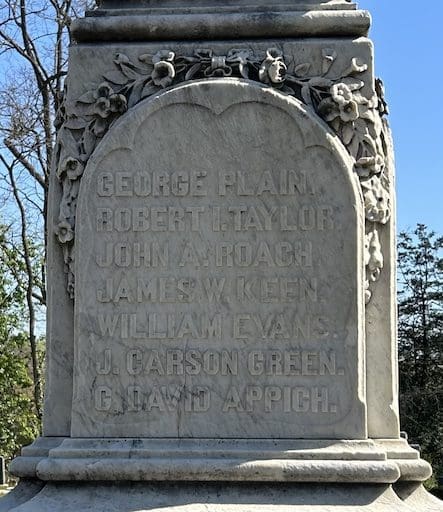 GEORGE PLAIN.
ROBERT I. TAYLOR.
JOHN A. ROACH
JAMES W. KEEN.
WILLIAM EVANS.
J. CARSON GREEN.
G. DAVID APPICH.